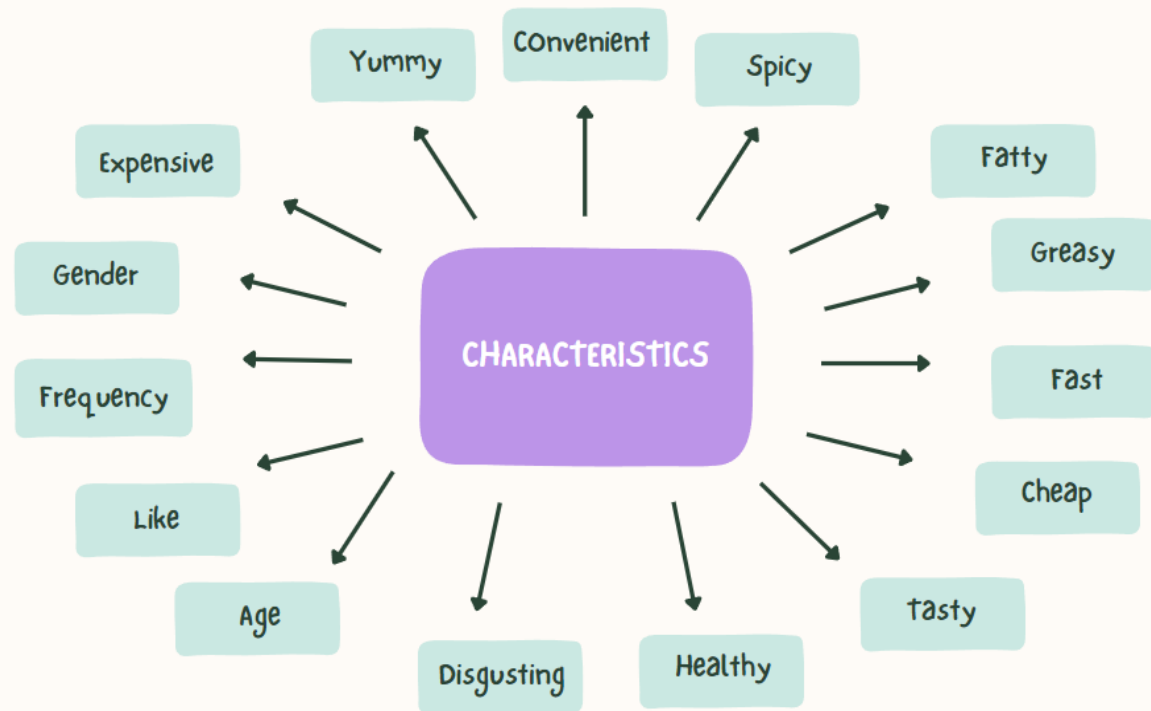 COnvenient
Yummy
Spicy
Expensive
Fatty
Gender
Greasy
CHARACTERISTICS
Frequency
Fast
Like
Cheap
Age
Tasty
Disgusting
Healthy